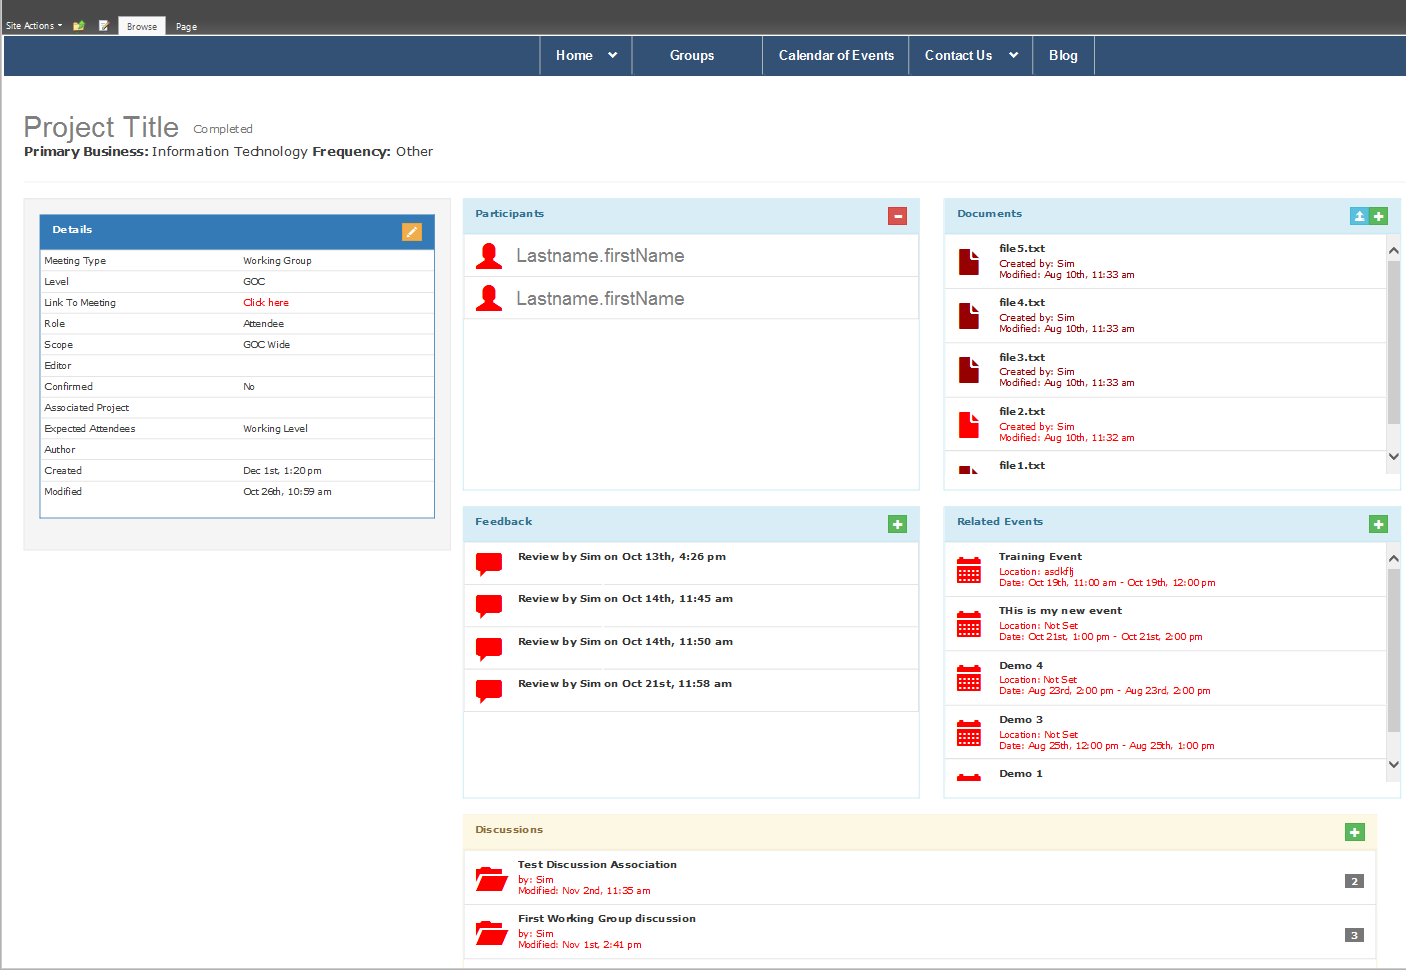 Site Actions
Browse
Page
Home
Groups
Calendar of Events
Contact Us
Blog
Project Title Completed
Primary Business: Information Technology Frequency: Other
Details
Meeting Type Working Group
Level GOC
Link To Meeting Click here
Role Attendee
Scope GOC Wide
Editor
Confirmed No
Associated Project
Expected Attendees Working Level
Author
Created Dec 1st, 1:20 pm
Modified Oct 26th, 10:59 am
Participants
Lastname.firstName
Lastname.firstName
Documents
file5.txt
Created by: Sim
Modified: Aug 10th, 11:33 am
file4.txt
Created by: Sim
Modified: Aug 10th, 11:33 am
file3.txt
Created by: Sim
Modified: Aug 10th, 11:33 am
file2.txt
Created by: Sim
Modified: Aug 10th, 11:32 am
file1.txt
Feedback
Review by Sim on Oct 13th, 4:26 pm
Review by Sim on Oct 14th, 11:45 am
Review by Sim on Oct 14th, 11:50 am
Review by Sim on Oct 21st, 11:58 am
Related Events
Training Event
Location: asdkflj
Date: Oct 19th, 11:00 am - Oct 19th, 12:00 pm
THis is my new event
Location: Not Set
Date: Oct 21st, 1:00 pm - Oct 21st, 2:00 pm
Demo 4
Location: Not Set
Date: Aug 23rd, 2:00 pm - Aug 23rd, 2:00 pm
Demo 3
Location: Not Set
Date: Aug 25th, 12:00 pm - Aug 25th, 1:00 pm
Demo 1
Discussions
Test Discussion Association
by: Sim
Modified: Nov 2nd, 11:35 am
2
First Working Group discussion
by: Sim
Modified: Nov 1st, 2:41 pm
3